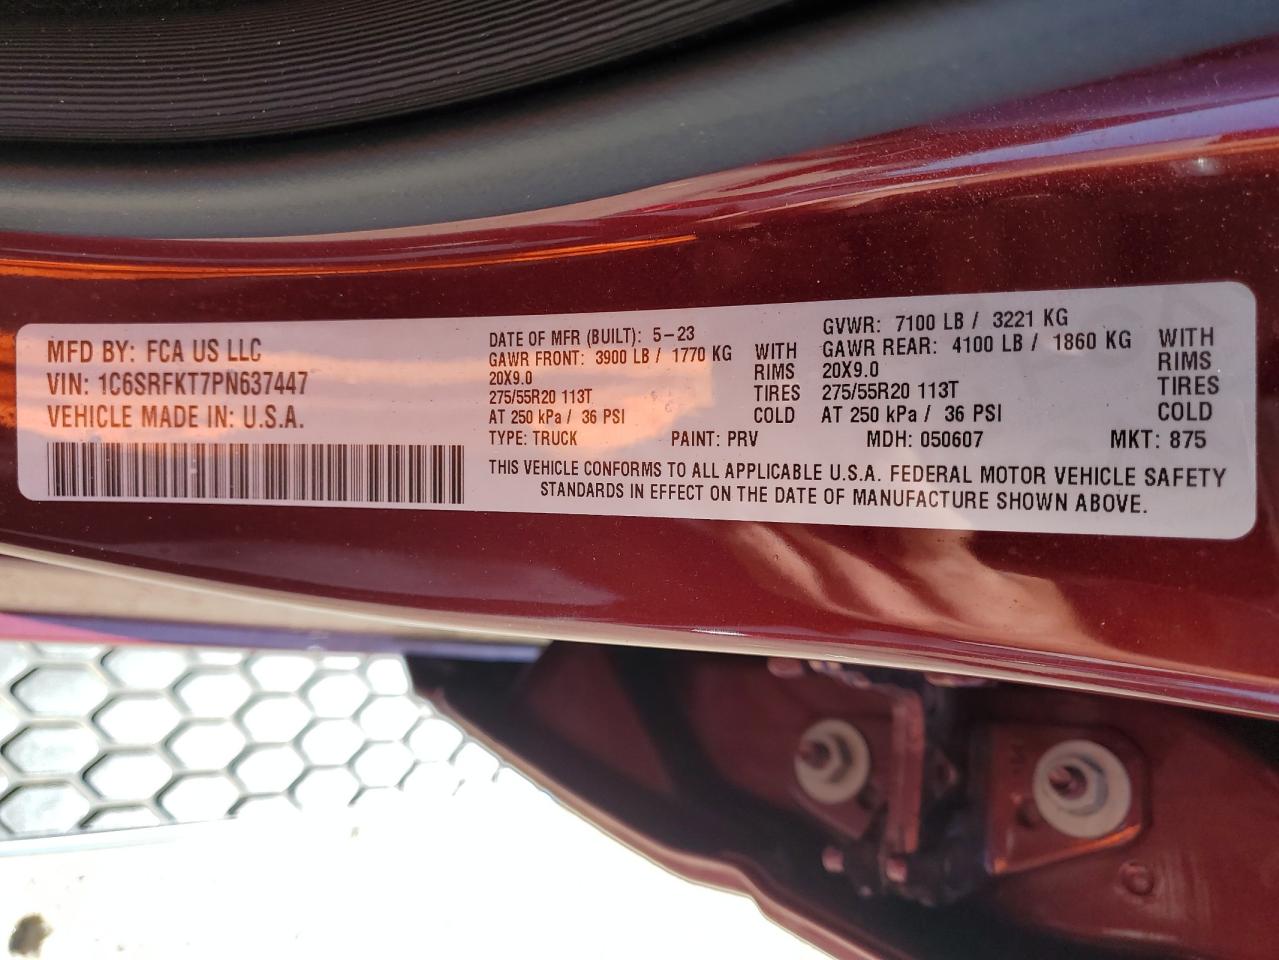 MFD BY: FCA US LLC
VIN: 1C6SRFKT7PN637447
VEHICLE MADE IN: U.S.A.
DATE OF MFR (BUILT): 5-23
GAWR FRONT: 3900 LB / 1770 KG WITH
20X9.0 RIMS
275/55R20 113T TIRES
AT 250 kPa / 36 PSI COLD
GVWR: 7100 LB / 3221 KG
GAWR REAR: 4100 LB / 1860 KG WITH
20X9.0 RIMS
275/55R20 113T TIRES
AT 250 kPa / 36 PSI COLD
TYPE: TRUCK PAINT: PRV MDH: 050607 MKT: 875
THIS VEHICLE CONFORMS TO ALL APPLICABLE U.S.A. FEDERAL MOTOR VEHICLE SAFETY
STANDARDS IN EFFECT ON THE DATE OF MANUFACTURE SHOWN ABOVE.